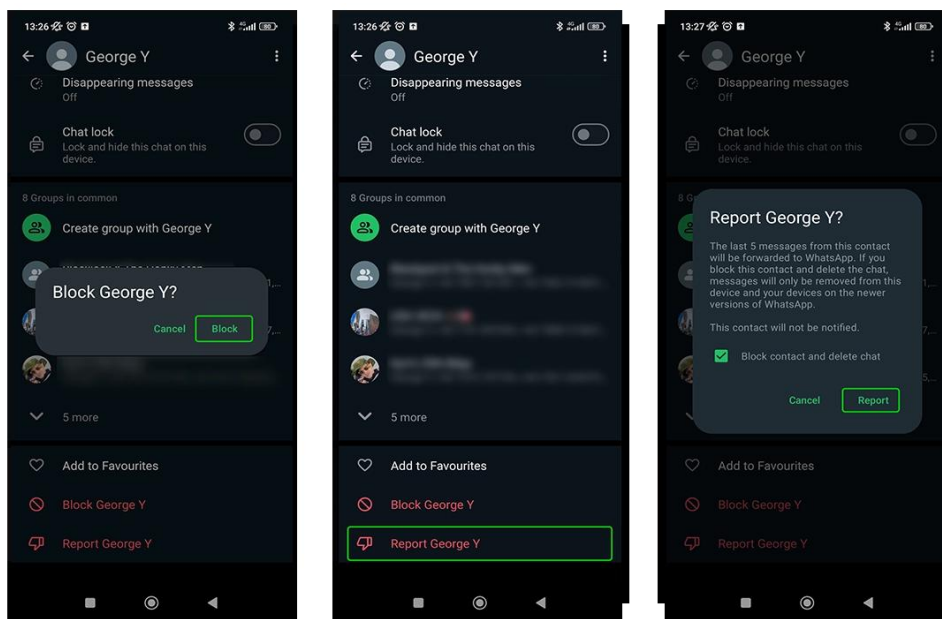 13:26
80
George Y
Disappearing messages
Off
Chat lock
Lock and hide this chat on this
device.
8 Groups in common
Create group with George Y
Block George Y?
Cancel
Block
5 more
Add to Favourites
Block George Y
Report George Y
13:26
4G
80
George Y
Disappearing messages
Off
Chat lock
Lock and hide this chat on this
device.
8 Groups in common
Create group with George Y
5 more
Add to Favourites
Block George Y
Report George Y
13:27
4G
80
George Y
Disappearing messages
Off
Chat lock
Lock and hide this chat on this
device.
Report George Y?
The last 5 messages from this contact
will be forwarded to WhatsApp. If you
block this contact and delete the chat,
messages will only be removed from this
device and your devices on the newer
versions of WhatsApp.
This contact will not be notified.
Block contact and delete chat
Cancel
Report
Add to Favourites
Block George Y
Report George Y